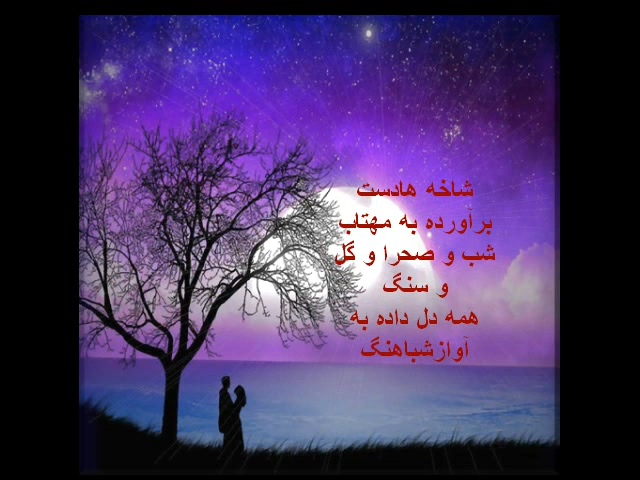 شاخه هادست
برآورده به مهتاب
شب و صحرا و گل
و سنگ
همه دل داده به
آوازشباهنگ